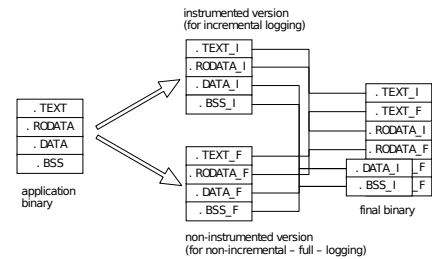 instrumented version
(for incremental logging)
. TEXT_I
. RODATA_I
. DATA_I
. BSS_I
. TEXT
. RODATA
. DATA
. BSS
application
binary
. TEXT_F
. RODATA_F
. DATA_F
. BSS_F
non-instrumented version
(for non-incremental – full – logging)
. TEXT_I
. TEXT_F
. RODATA_I
. RODATA_F
. DATA_I _F
. BSS_I _F
final binary